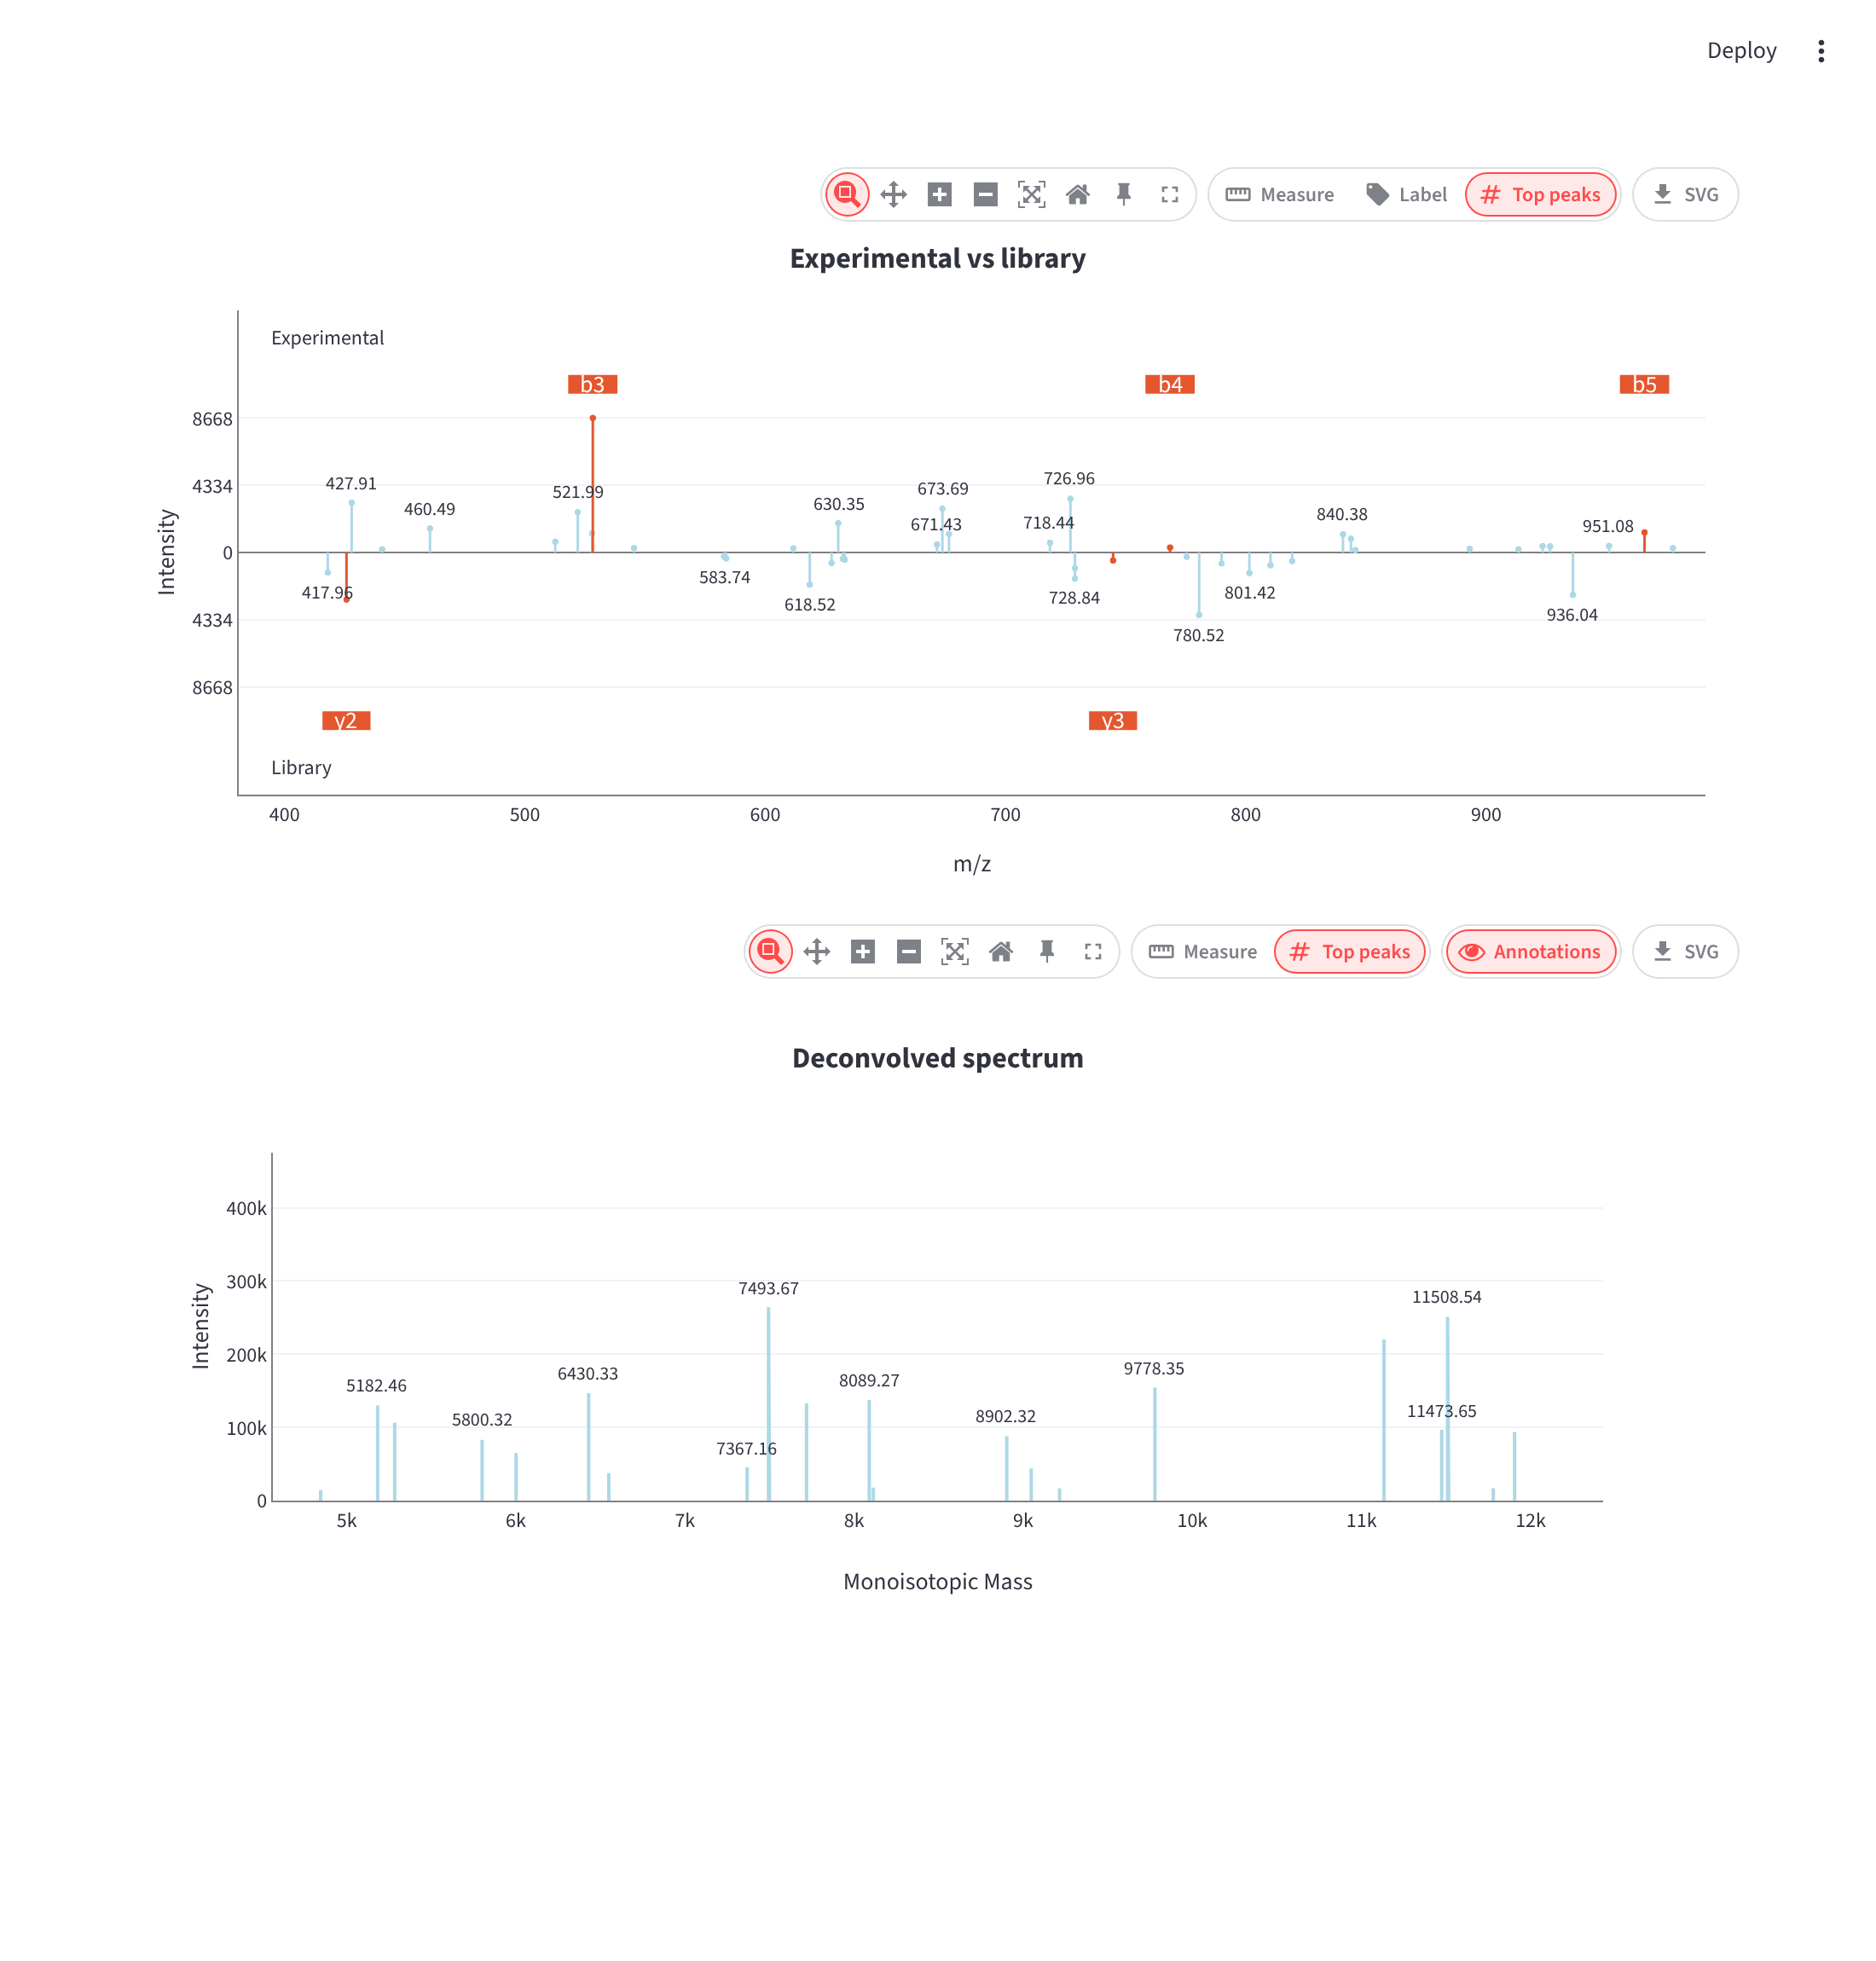 Deploy
Measure Label Top peaks SVG
Experimental vs library
Experimental
b3 b4 b5
8668
4334
0
4334
8668
Intensity
427.91
460.49
521.99
630.35
673.69
671.43
726.96
718.44
840.38
951.08
417.96
583.74
618.52
728.84
801.42
780.52
936.04
y2 y3
Library
400 500 600 700 800 900
m/z
Measure Top peaks Annotations SVG
Deconvolved spectrum
400k
300k
200k
100k
0
Intensity
7493.67
11508.54
5182.46
6430.33
8089.27
9778.35
5800.32
8902.32
11473.65
7367.16
5k 6k 7k 8k 9k 10k 11k 12k
Monoisotopic Mass